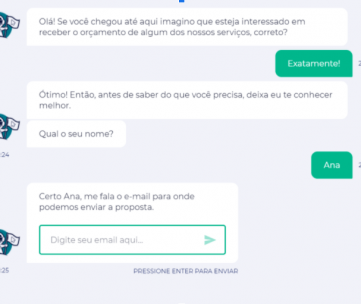 Olá! Se você chegou até aqui imagino que esteja interessado em
receber o orçamento de algum dos nossos serviços, correto?
Exatamente!
Ótimo! Então, antes de saber do que você precisa, deixa eu te conhecer
melhor.
Qual o seu nome?
:24
Ana
Certo Ana, me fala o e-mail para onde
podemos enviar a proposta.
Digite seu email aqui...
:25
PRESSIONE ENTER PARA ENVIAR